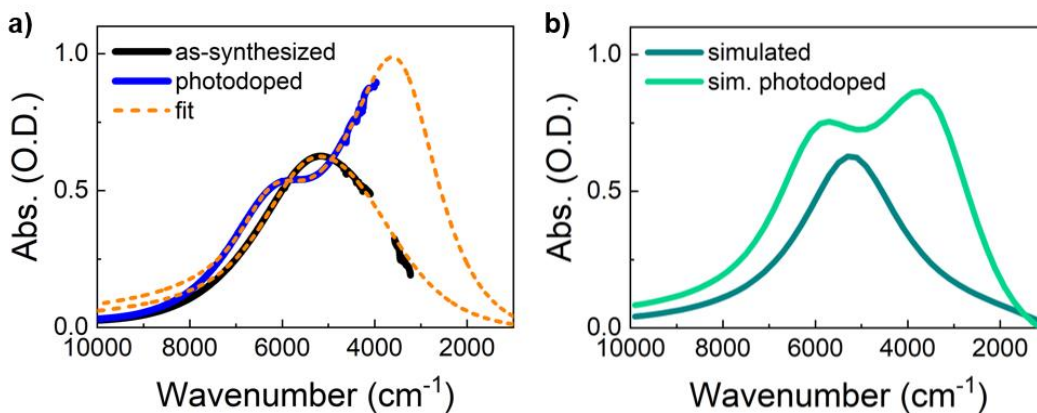 a)
1.0
as-synthesized
photodoped
fit
0.5
0.0
Abs. (O.D.)
10000 8000 6000 4000 2000
Wavenumber (cm⁻¹)
b)
1.0
simulated
sim. photodoped
0.5
0.0
Abs. (O.D.)
10000 8000 6000 4000 2000
Wavenumber (cm⁻¹)